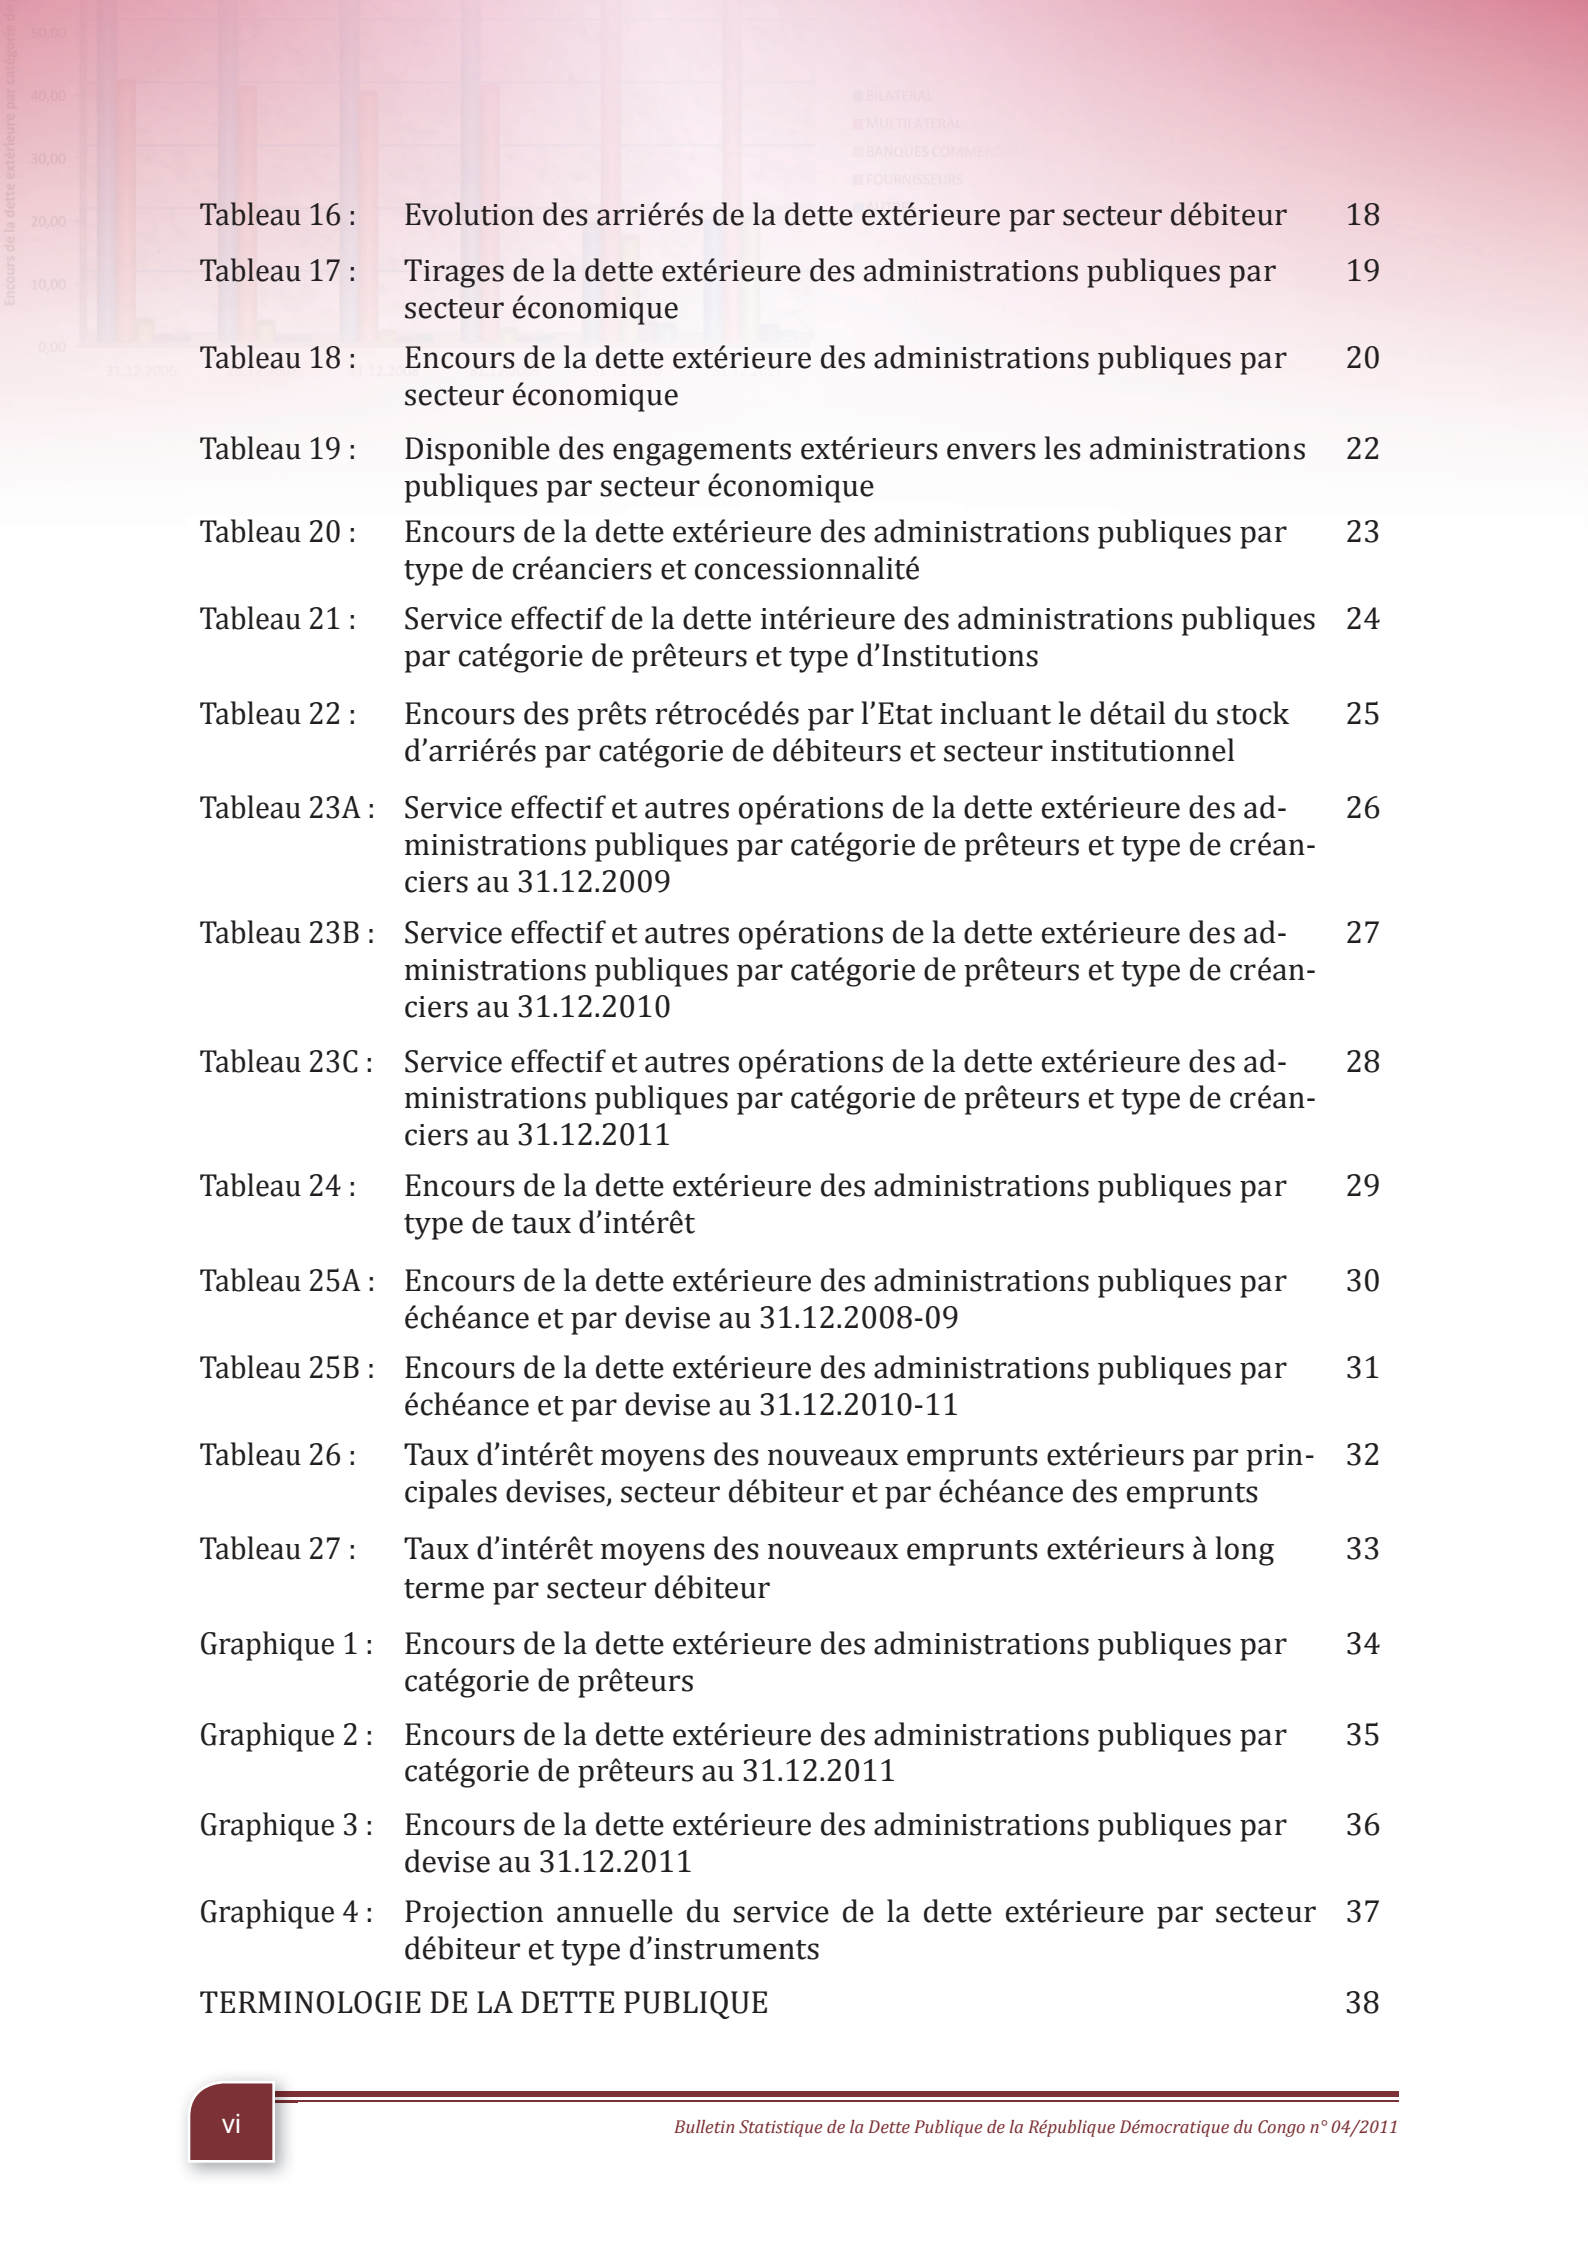 50,00
40,00
30,00
20,00
10,00
0,00
31.12.2006
BILATERAL
MULTILATERAL
BANQUES
FOURNISSEURS
Tableau 16 : Evolution des arriérés de la dette extérieure par secteur débiteur 18
Tableau 17 : Tirages de la dette extérieure des administrations publiques par 19
secteur économique
Tableau 18 : Encours de la dette extérieure des administrations publiques par 20
secteur économique
Tableau 19 : Disponible des engagements extérieurs envers les administrations 22
publiques par secteur économique
Tableau 20 : Encours de la dette extérieure des administrations publiques par 23
type de créanciers et concessionnalité
Tableau 21 : Service effectif de la dette intérieure des administrations publiques 24
par catégorie de prêteurs et type d’Institutions
Tableau 22 : Encours des prêts rétrocédés par l’Etat incluant le détail du stock 25
d’arriérés par catégorie de débiteurs et secteur institutionnel
Tableau 23A : Service effectif et autres opérations de la dette extérieure des ad- 26
ministrations publiques par catégorie de prêteurs et type de créan-
ciers au 31.12.2009
Tableau 23B : Service effectif et autres opérations de la dette extérieure des ad- 27
ministrations publiques par catégorie de prêteurs et type de créan-
ciers au 31.12.2010
Tableau 23C : Service effectif et autres opérations de la dette extérieure des ad- 28
ministrations publiques par catégorie de prêteurs et type de créan-
ciers au 31.12.2011
Tableau 24 : Encours de la dette extérieure des administrations publiques par 29
type de taux d’intérêt
Tableau 25A : Encours de la dette extérieure des administrations publiques par 30
échéance et par devise au 31.12.2008-09
Tableau 25B : Encours de la dette extérieure des administrations publiques par 31
échéance et par devise au 31.12.2010-11
Tableau 26 : Taux d’intérêt moyens des nouveaux emprunts extérieurs par prin- 32
cipales devises, secteur débiteur et par échéance des emprunts
Tableau 27 : Taux d’intérêt moyens des nouveaux emprunts extérieurs à long 33
terme par secteur débiteur
Graphique 1 : Encours de la dette extérieure des administrations publiques par 34
catégorie de prêteurs
Graphique 2 : Encours de la dette extérieure des administrations publiques par 35
catégorie de prêteurs au 31.12.2011
Graphique 3 : Encours de la dette extérieure des administrations publiques par 36
devise au 31.12.2011
Graphique 4 : Projection annuelle du service de la dette extérieure par secteur 37
débiteur et type d’instruments
TERMINOLOGIE DE LA DETTE PUBLIQUE 38
vi
Bulletin Statistique de la Dette Publique de la République Démocratique du Congo n° 04/2011